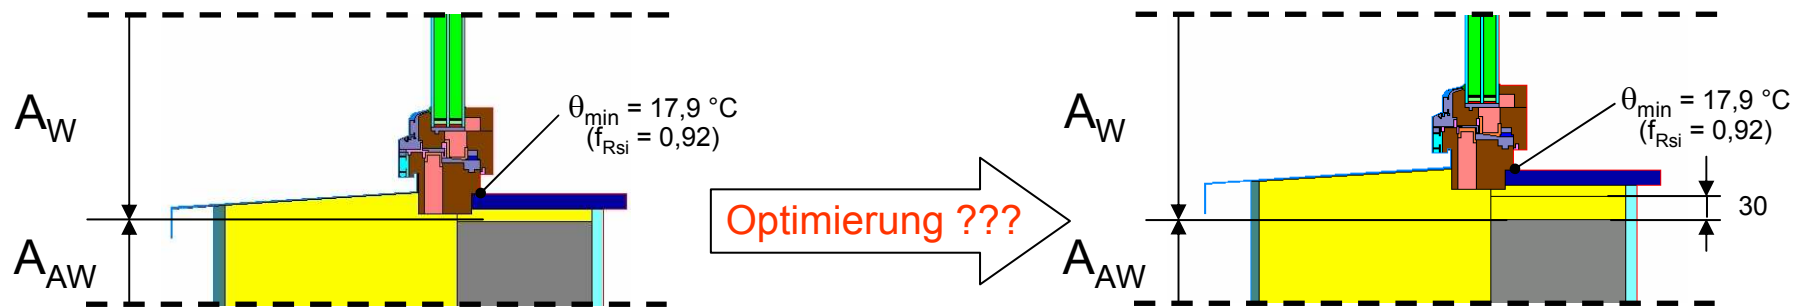 A_W
θ_min = 17,9 °C
(f_Rsi = 0,92)
A_AW
Optimierung ???
A_W
θ_min = 17,9 °C
(f_Rsi = 0,92)
30
A_AW